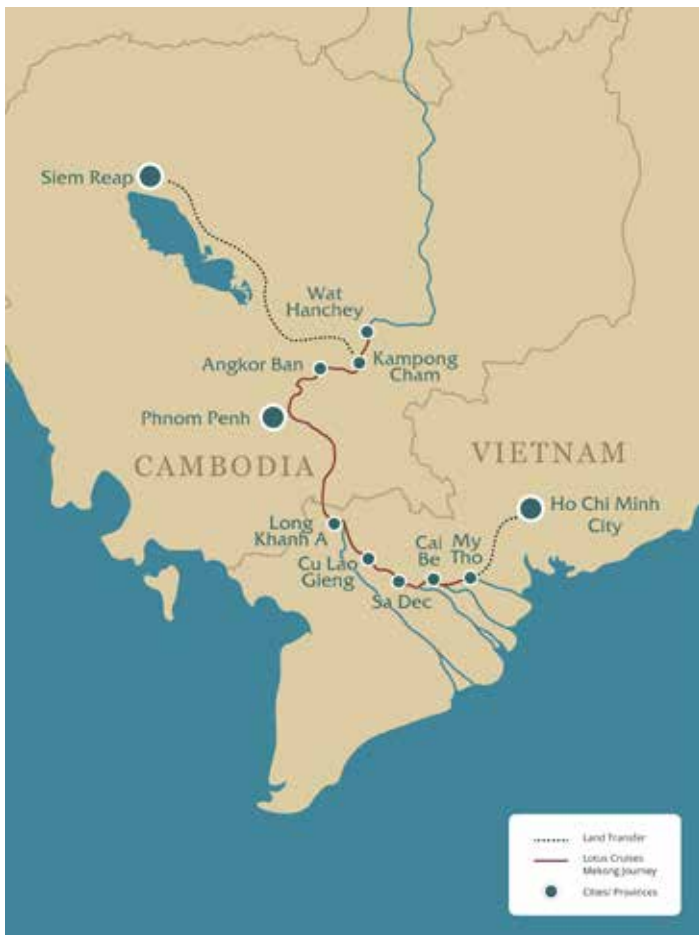 Siem Reap
Wat
Hanchey
Angkor Ban
Kampong
Cham
Phnom Penh
CAMBODIA
VIETNAM
Ho Chi Minh
City
Long
Khanh A
Cai
Be
My
Tho
Cu Lao
Gieng
Sa Dec
Land Transfer
Lotus Cruises
Mekong Journey
Cities/ Provinces